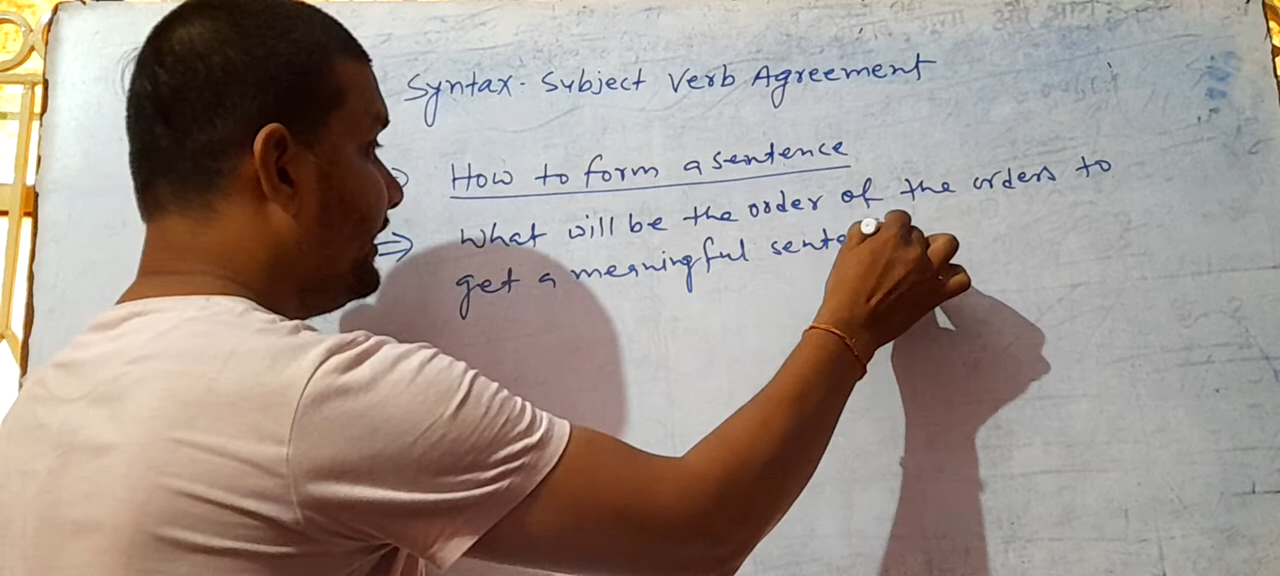 Syntax: Subject Verb Agreement
How to form a sentence
⇒ What will be the order of the orders to
get a meaningful sente